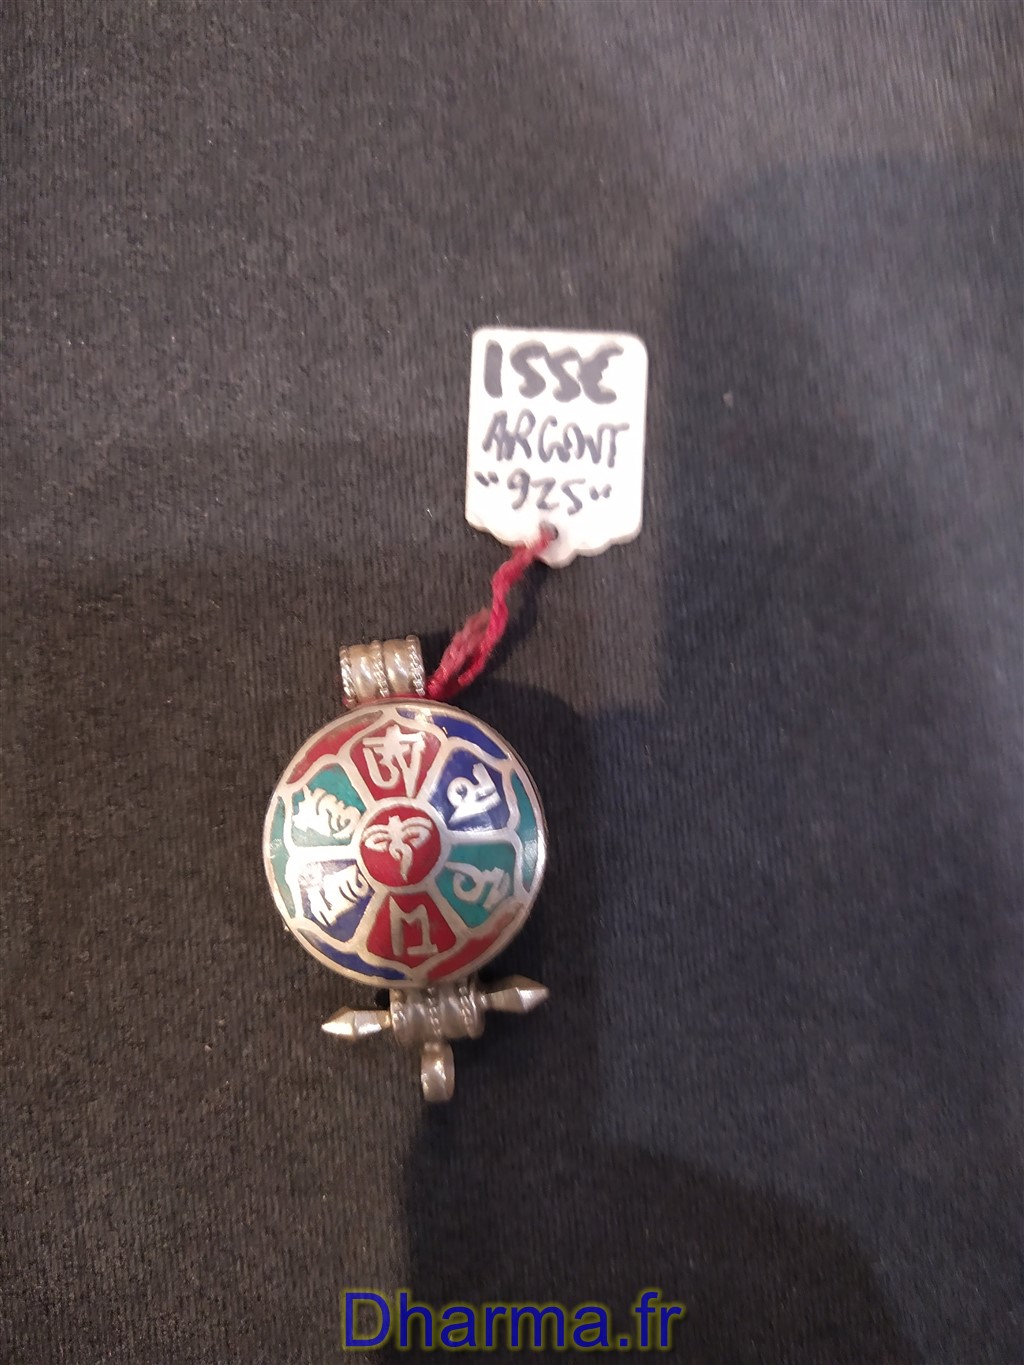 155€
ARGENT
"925"
Dharma.fr